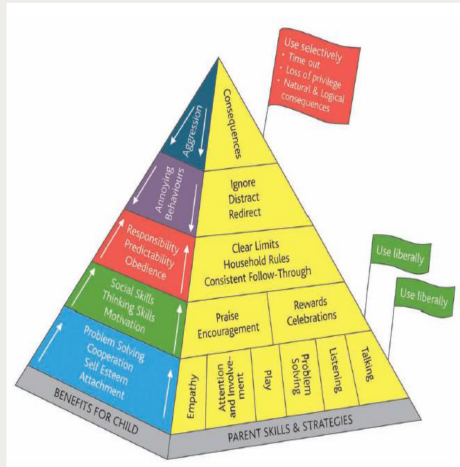 Use selectively
• Time out
• Loss of privilege
• Natural & Logical
consequences
Aggression
Consequences
Annoying
Behaviours
Ignore
Distract
Redirect
Responsibility
Predictability
Obedience
Clear Limits
Household Rules
Consistent Follow-Through
Use liberally
Social Skills
Thinking Skills
Motivation
Praise
Encouragement
Rewards
Celebrations
Use liberally
Problem Solving
Cooperation
Self Esteem
Attachment
Empathy
Attention
and Involve-
ment
Play
Problem
Solving
Listening
Talking
BENEFITS FOR CHILD
PARENT SKILLS & STRATEGIES